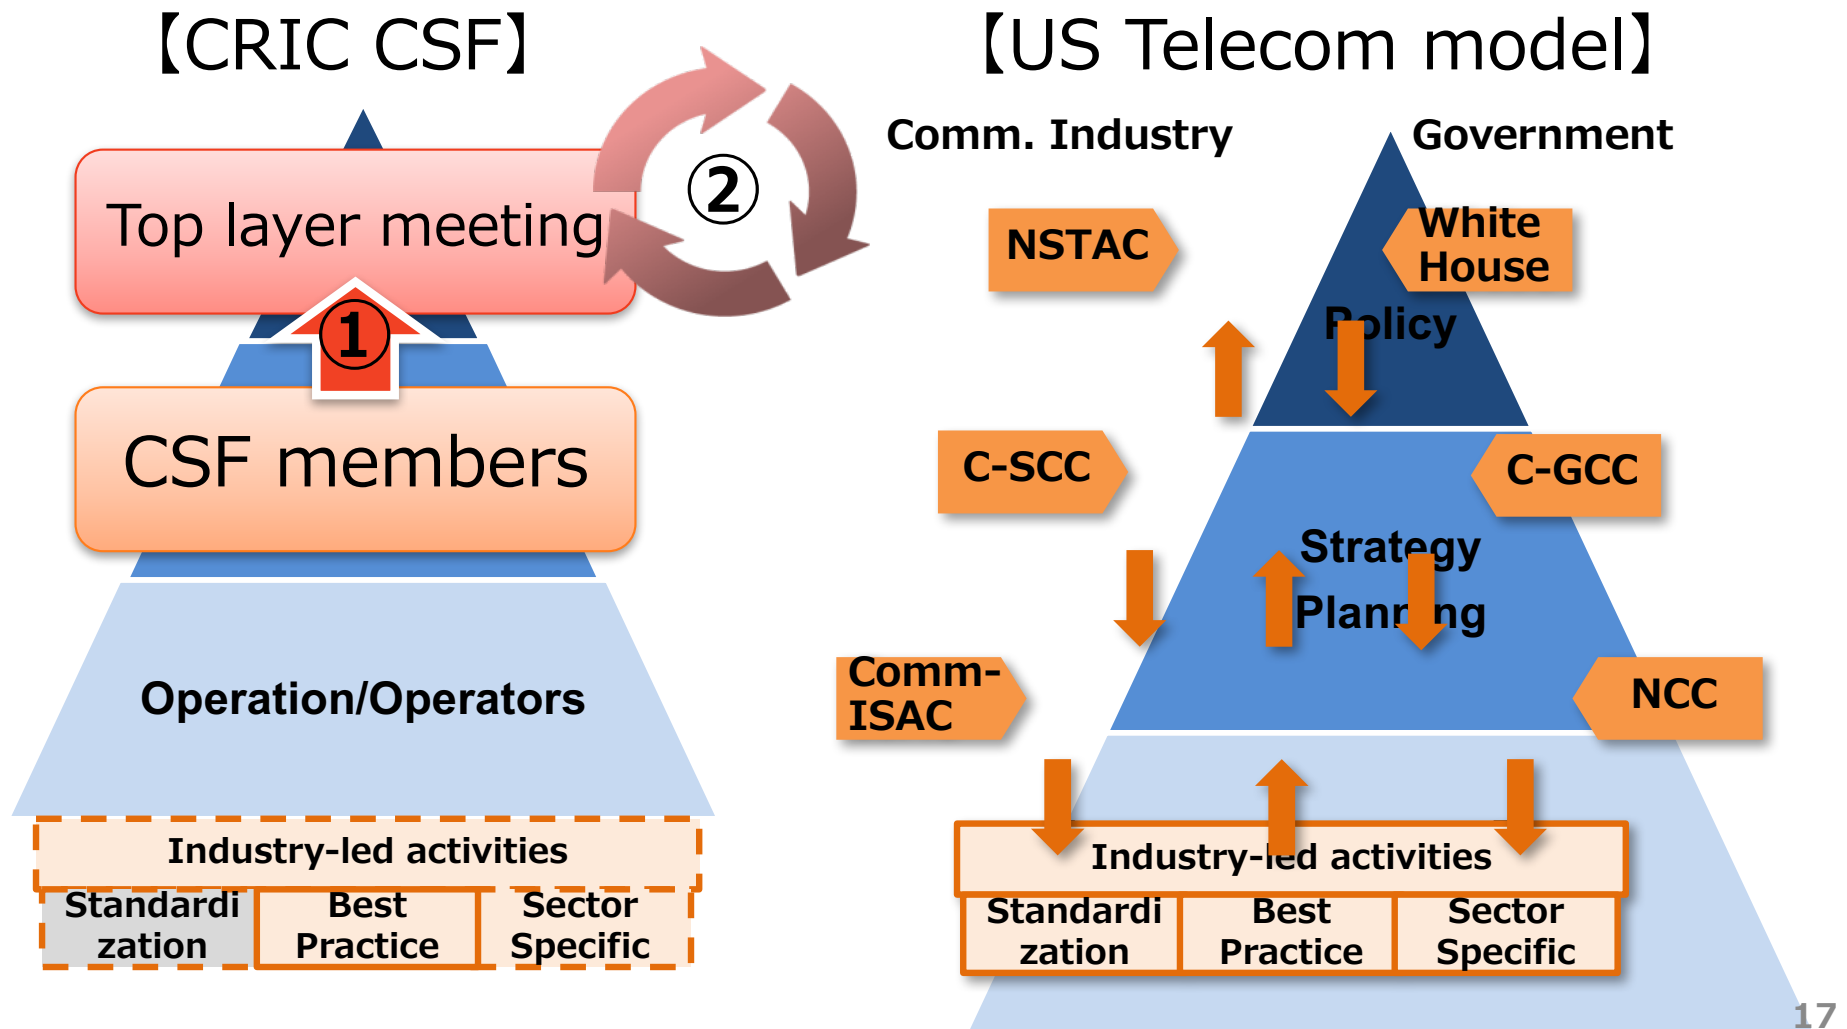 【CRIC CSF】
Top layer meeting
②
①
CSF members
Operation/Operators
Industry-led activities
Standardi
zation
Best
Practice
Sector
Specific
【US Telecom model】
Comm. Industry
Government
NSTAC
White
House
Policy
C-SCC
C-GCC
Strategy
Planning
Comm-
ISAC
NCC
Industry-led activities
Standardi
zation
Best
Practice
Sector
Specific
17